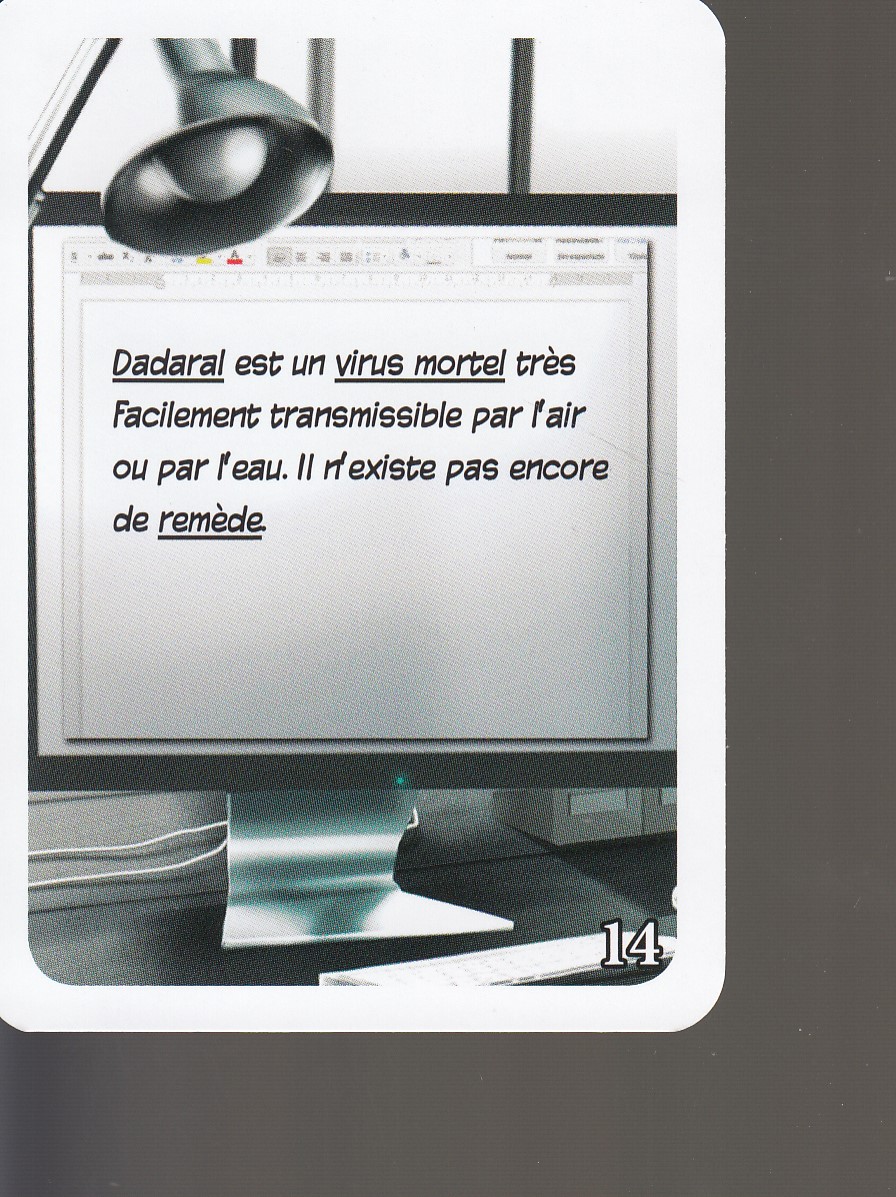 abc
Dadaral est un virus mortel très
facilement transmissible par l'air
ou par l'eau. Il n'existe pas encore
de remède.
14